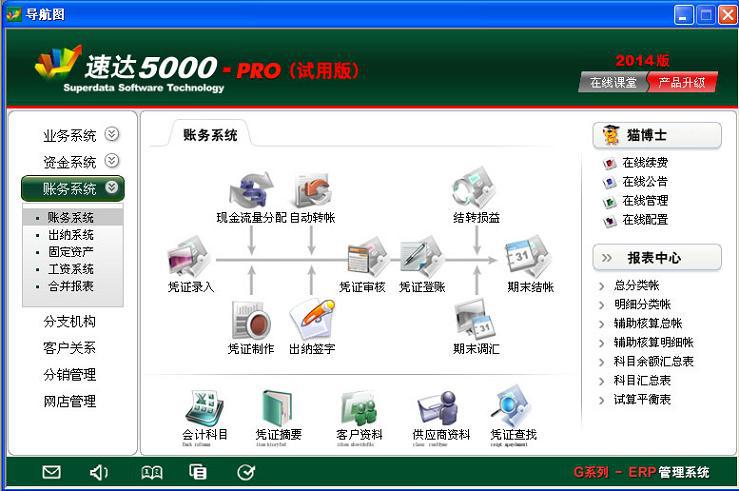 导航图
速达5000-PRO（试用版）
Superdata Software Technology
2014版
在线课堂 产品升级
业务系统
资金系统
账务系统
账务系统
出纳系统
固定资产
工资系统
合并报表
分支机构
客户关系
分销管理
网店管理
账务系统
现金流量分配 自动转帐 结转损益
凭证录入 凭证审核 凭证登账 期末结帐
凭证制作 出纳签字 期末调汇
会计科目 凭证摘要 客户资料 供应商资料 凭证查找
猫博士
在线续费
在线公告
在线管理
在线配置
报表中心
总分类帐
明细分类帐
辅助核算总帐
辅助核算明细帐
科目余额汇总表
科目汇总表
试算平衡表
G系列 - ERP管理系统